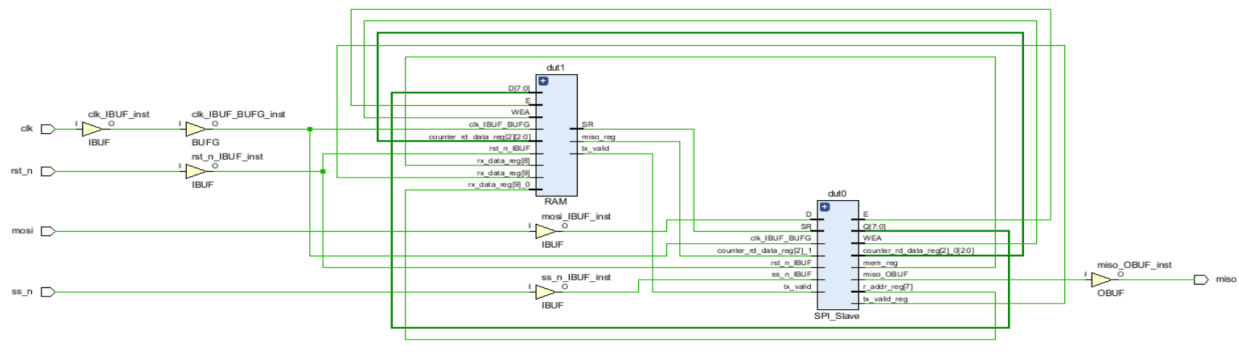 dut1
D[7:0]
E
WEA
clk_IBUF_BUFG
counter_rd_data_reg[2][2:0]
rst_n_IBUF
rx_data_reg[8]
rx_data_reg[9]
rx_data_reg[9]_0
SR
miso_reg
tx_valid
RAM
clk
clk_IBUF_inst
I
O
IBUF
clk_IBUF_BUFG_inst
I
O
BUFG
rst_n
rst_n_IBUF_inst
I
O
IBUF
mosi
mosi_IBUF_inst
I
O
IBUF
ss_n
ss_n_IBUF_inst
I
O
IBUF
dut0
D
SR
clk_IBUF_BUFG
counter_rd_data_reg[2]_1
rst_n_IBUF
ss_n_IBUF
tx_valid
E
Q[7:0]
WEA
counter_rd_data_reg[2]_0[2:0]
mem_reg
miso_OBUF
r_addr_reg[7]
tx_valid_reg
SPI_Slave
miso_OBUF_inst
I
O
OBUF
miso